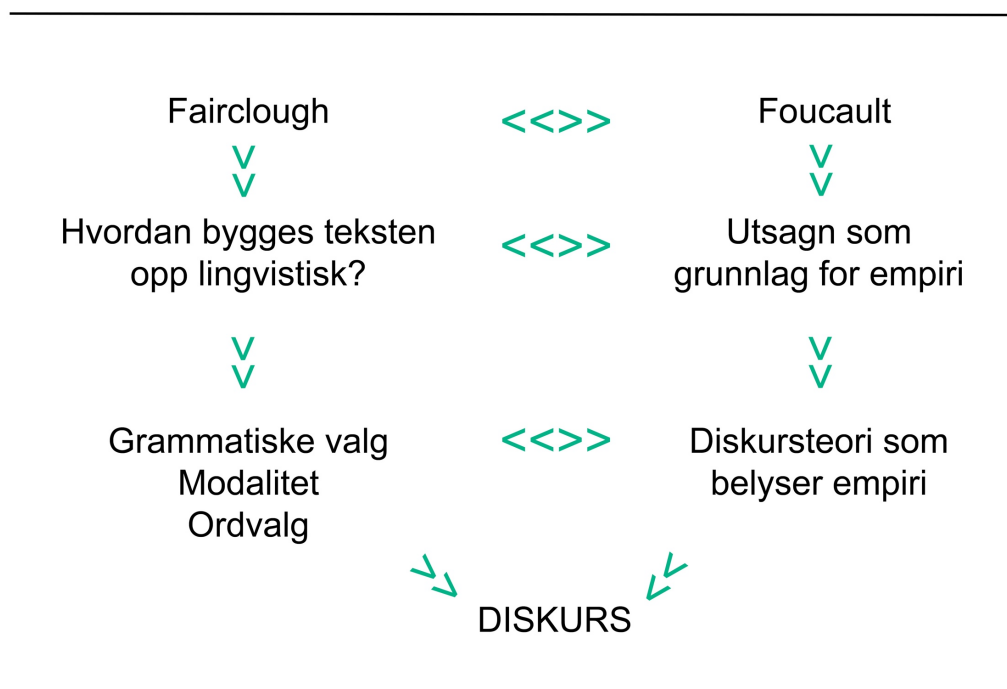 Fairclough <<>> Foucault
Hvordan bygges teksten
opp lingvistisk?
<<>>
Utsagn som
grunnlag for empiri
Grammatiske valg
Modalitet
Ordvalg
<<>>
Diskursteori som
belyser empiri
DISKURS